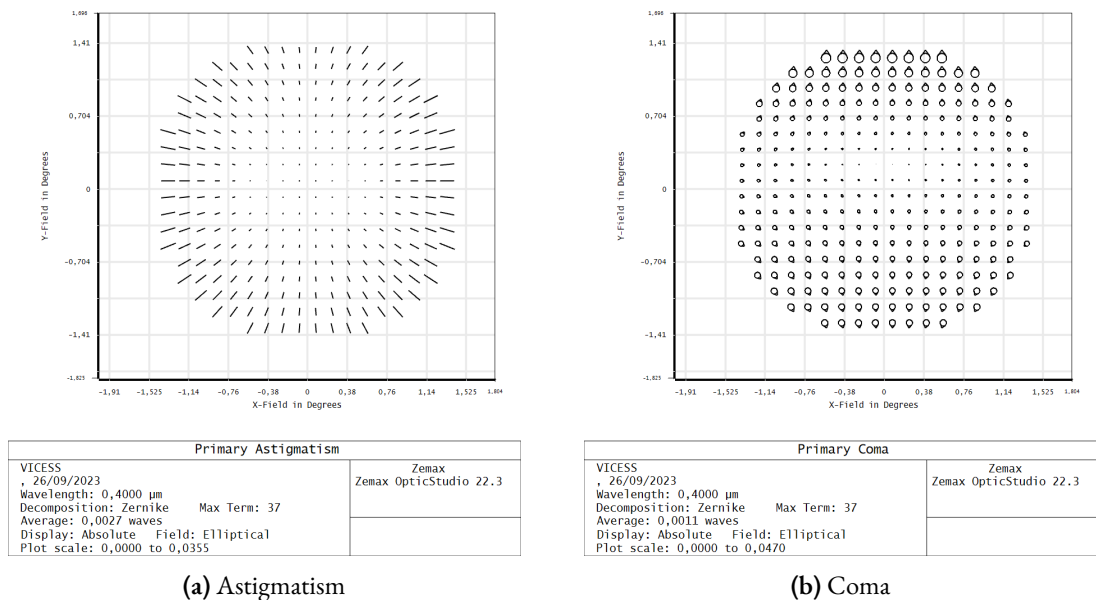 1,696
1,41
0,704
0
-0,704
-1,41
-1,825
Y-Field in Degrees
-1,91 -1,525 -1,14 -0,76 -0,38 0 0,38 0,76 1,14 1,525 1,804
X-Field in Degrees
Primary Astigmatism
VICESS
, 26/09/2023
Wavelength: 0,4000 µm
Decomposition: Zernike Max Term: 37
Average: 0,0027 waves
Display: Absolute Field: Elliptical
Plot scale: 0,0000 to 0,0355
Zemax
Zemax OpticStudio 22.3
(a) Astigmatism
1,696
1,41
0,704
0
-0,704
-1,41
-1,825
Y-Field in Degrees
-1,91 -1,525 -1,14 -0,76 -0,38 0 0,38 0,76 1,14 1,525 1,804
X-Field in Degrees
Primary Coma
VICESS
, 26/09/2023
Wavelength: 0,4000 µm
Decomposition: Zernike Max Term: 37
Average: 0,0011 waves
Display: Absolute Field: Elliptical
Plot scale: 0,0000 to 0,0470
Zemax
Zemax OpticStudio 22.3
(b) Coma